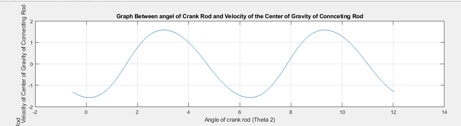 Graph Between angel of Crank Rod and Velocity of the Center of Gravity of Connceting Rod
Velocity of Center of Gravity of Connecting Rod
2
1
0
-1
-2
-2 0 2 4 6 8 10 12 14
Angle of crank rod (Theta 2)
Rod